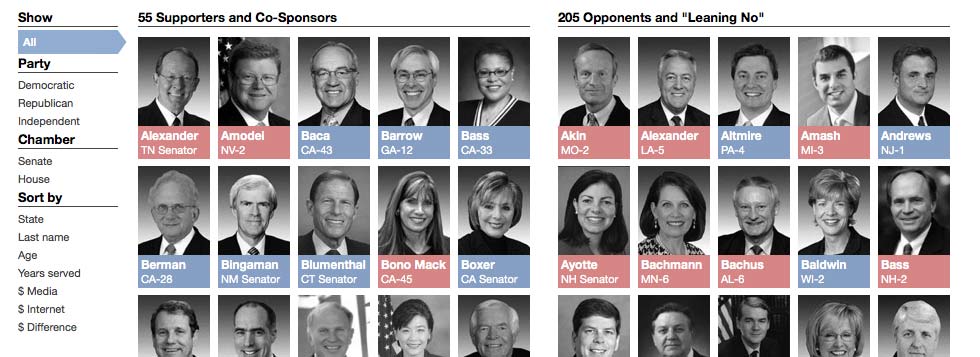 Show
All
Party
Democratic
Republican
Independent
Chamber
Senate
House
Sort by
State
Last name
Age
Years served
$ Media
$ Internet
$ Difference
55 Supporters and Co-Sponsors
Alexander
TN Senator
Amodei
NV-2
Baca
CA-43
Barrow
GA-12
Bass
CA-33
Berman
CA-28
Bingaman
NM Senator
Blumenthal
CT Senator
Bono Mack
CA-45
Boxer
CA Senator
205 Opponents and "Leaning No"
Akin
MO-2
Alexander
LA-5
Altmire
PA-4
Amash
MI-3
Andrews
NJ-1
Ayotte
NH Senator
Bachmann
MN-6
Bachus
AL-6
Baldwin
WI-2
Bass
NH-2